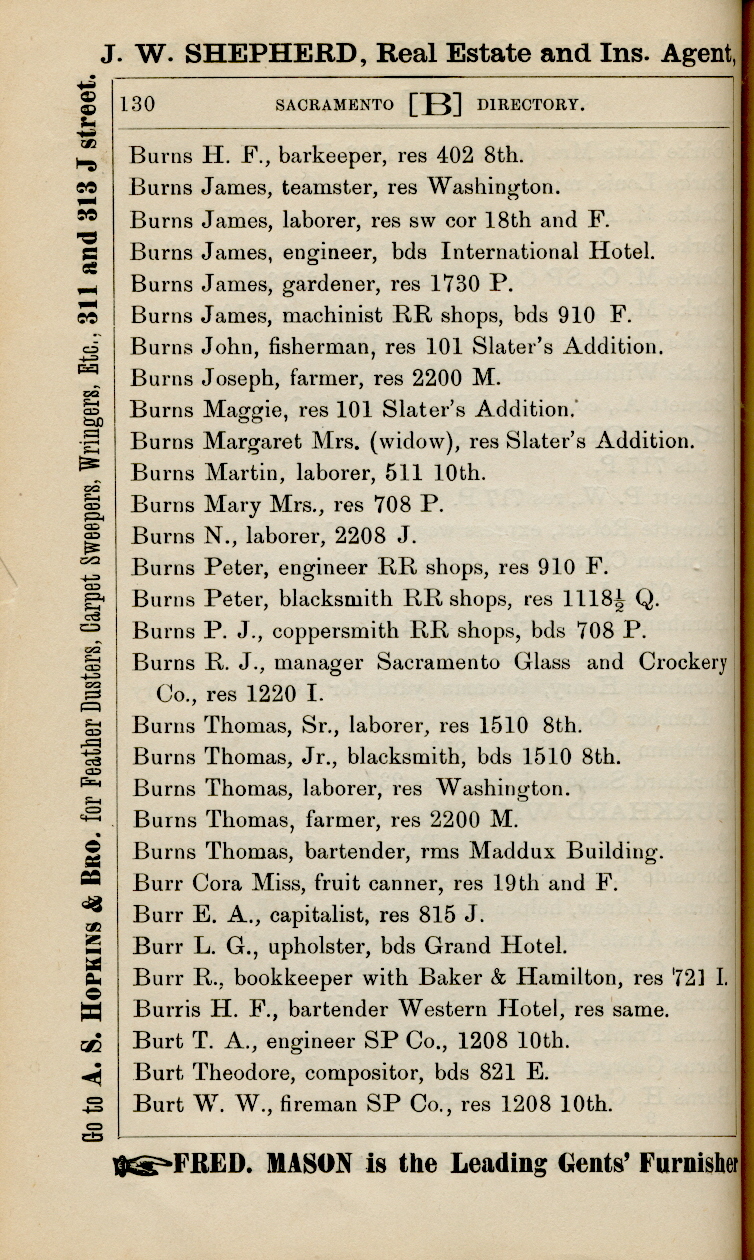 J. W. SHEPHERD, Real Estate and Ins. Agent,
130 SACRAMENTO [B] DIRECTORY.
Burns H. F., barkeeper, res 402 8th.
Burns James, teamster, res Washington.
Burns James, laborer, res sw cor 18th and F.
Burns James, engineer, bds International Hotel.
Burns James, gardener, res 1730 P.
Burns James, machinist RR shops, bds 910 F.
Burns John, fisherman, res 101 Slater's Addition.
Burns Joseph, farmer, res 2200 M.
Burns Maggie, res 101 Slater's Addition.
Burns Margaret Mrs. (widow), res Slater's Addition.
Burns Martin, laborer, 511 10th.
Burns Mary Mrs., res 708 P.
Burns N., laborer, 2208 J.
Burns Peter, engineer RR shops, res 910 F.
Burns Peter, blacksmith RR shops, res 1118½ Q.
Burns P. J., coppersmith RR shops, bds 708 P.
Burns R. J., manager Sacramento Glass and Crockery
Co., res 1220 I.
Burns Thomas, Sr., laborer, res 1510 8th.
Burns Thomas, Jr., blacksmith, bds 1510 8th.
Burns Thomas, laborer, res Washington.
Burns Thomas, farmer, res 2200 M.
Burns Thomas, bartender, rms Maddux Building.
Burr Cora Miss, fruit canner, res 19th and F.
Burr E. A., capitalist, res 815 J.
Burr L. G., upholster, bds Grand Hotel.
Burr R., bookkeeper with Baker & Hamilton, res 721 I.
Burris H. F., bartender Western Hotel, res same.
Burt T. A., engineer SP Co., 1208 10th.
Burt Theodore, compositor, bds 821 E.
Burt W. W., fireman SP Co., res 1208 10th.
FRED. MASON is the Leading Gents' Furnisher
Go to A. S. HOPKINS & BRO. for Feather Dusters, Carpet Sweepers, Wringers, Etc., 311 and 313 J street.